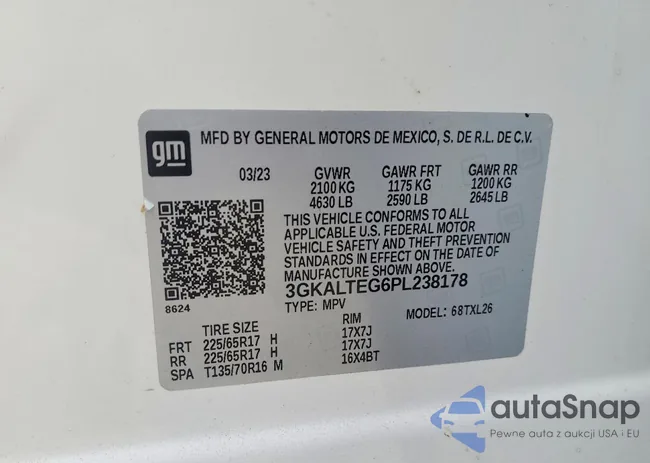 gm
MFD BY GENERAL MOTORS DE MEXICO, S. DE R.L. DE C.V.
03/23 GVWR GAWR FRT GAWR RR
2100 KG 1175 KG 1200 KG
4630 LB 2590 LB 2645 LB
THIS VEHICLE CONFORMS TO ALL
APPLICABLE U.S. FEDERAL MOTOR
VEHICLE SAFETY AND THEFT PREVENTION
STANDARDS IN EFFECT ON THE DATE OF
MANUFACTURE SHOWN ABOVE.
3GKALTEG6PL238178
8624
TYPE: MPV MODEL: 68TXL26
TIRE SIZE RIM
FRT 225/65R17 H 17X7J
RR 225/65R17 H 17X7J
SPA T135/70R16 M 16X4BT
autaSnap
Pewne auta z aukcji USA i EU